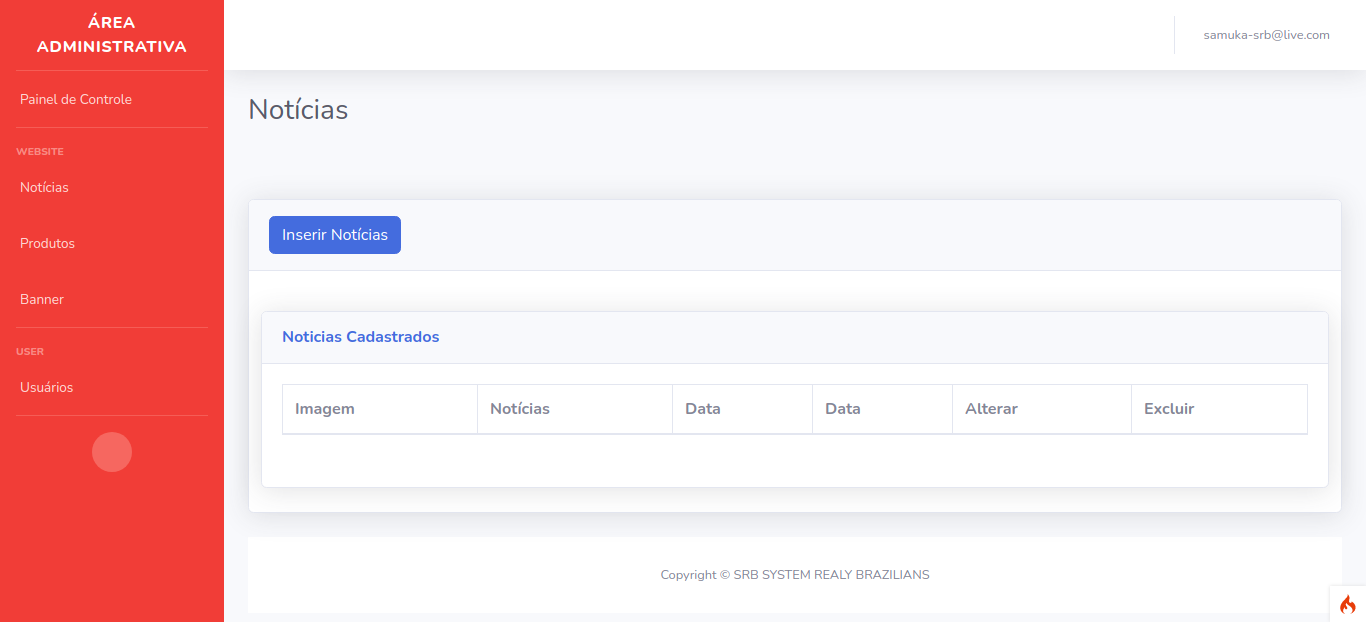 ÁREA
ADMINISTRATIVA
samuka-srb@live.com
Painel de Controle
WEBSITE
Notícias
Produtos
Banner
USER
Usuários
Notícias
Inserir Notícias
Noticias Cadastrados
Imagem Notícias Data Data Alterar Excluir
Copyright © SRB SYSTEM REALY BRAZILIANS